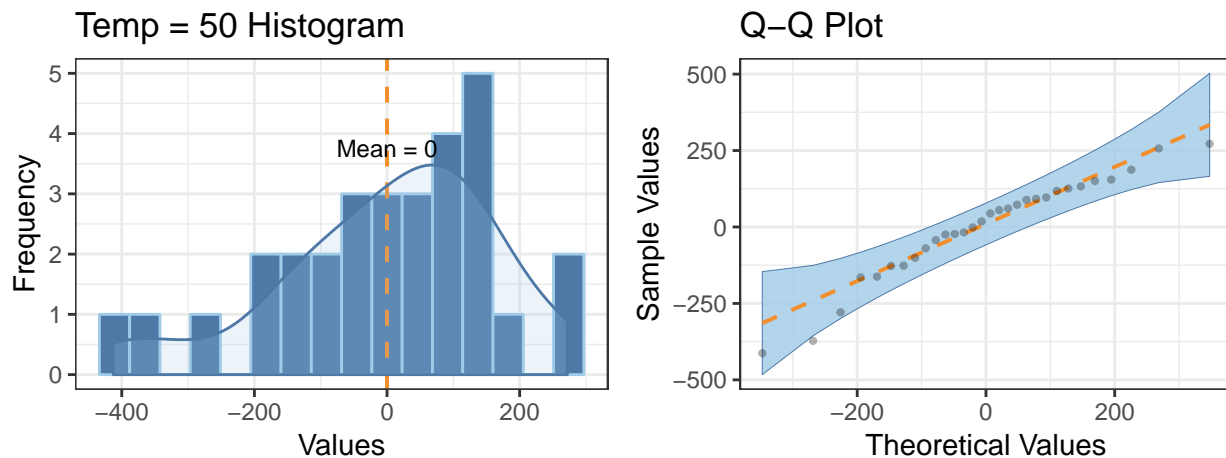 Temp = 50 Histogram
Frequency
5
4
3
2
1
0
Mean = 0
−400
−200
0
200
Values
Q−Q Plot
Sample Values
500
250
0
−250
−500
−200
0
200
Theoretical Values